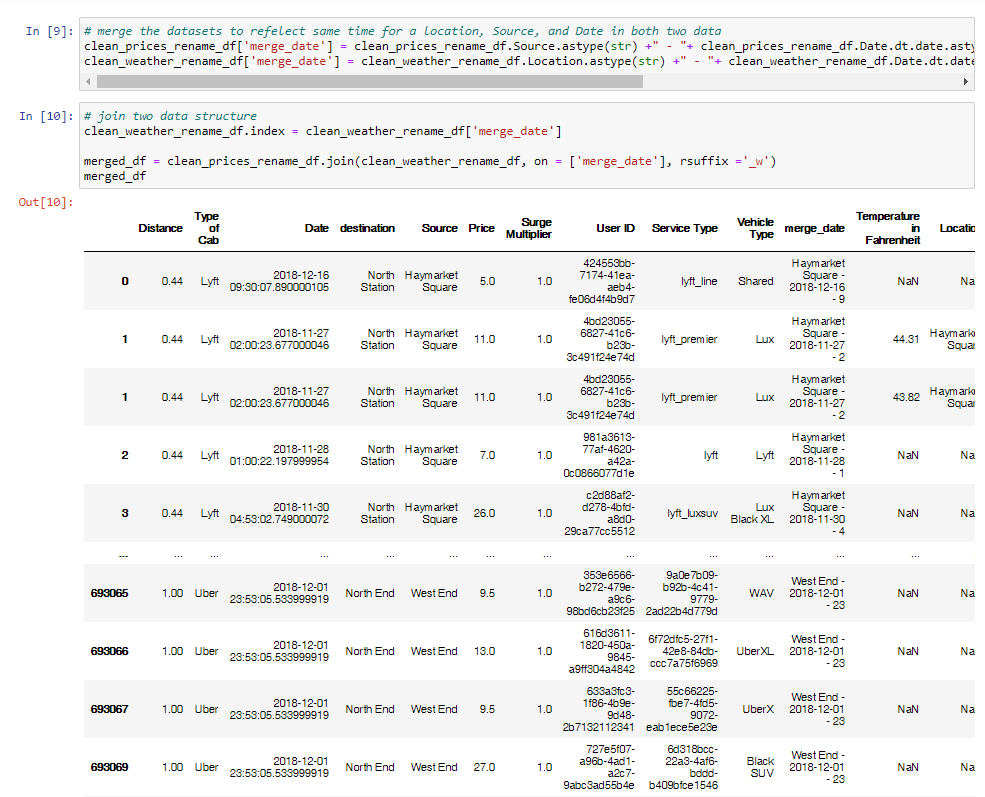 In [9]:
# merge the datasets to refelect same time for a location, Source, and Date in both two data
clean_prices_rename_df['merge_date'] = clean_prices_rename_df.Source.astype(str) +" - "+ clean_prices_rename_df.Date.dt.date.asty
clean_weather_rename_df['merge_date'] = clean_weather_rename_df.Location.astype(str) +" - "+ clean_weather_rename_df.Date.dt.date
In [10]:
# join two data structure
clean_weather_rename_df.index = clean_weather_rename_df['merge_date']
merged_df = clean_prices_rename_df.join(clean_weather_rename_df, on = ['merge_date'], rsuffix ='_w')
merged_df
Out[10]:
Distance Type of Cab Date destination Source Price Surge Multiplier User ID Service Type Vehicle Type merge_date Temperature in Fahrenheit Locatio
0 0.44 Lyft 2018-12-16 09:30:07.890000105 North Station Haymarket Square 5.0 1.0 424553bb-7174-41ea-aeb4-fe06d4f4b9d7 lyft_line Shared Haymarket Square - 2018-12-16 - 9 NaN Na
1 0.44 Lyft 2018-11-27 02:00:23.677000046 North Station Haymarket Square 11.0 1.0 4bd23055-6827-41c6-b23b-3c491f24e74d lyft_premier Lux Haymarket Square - 2018-11-27 - 2 44.31 Haymark Squar
1 0.44 Lyft 2018-11-27 02:00:23.677000046 North Station Haymarket Square 11.0 1.0 4bd23055-6827-41c6-b23b-3c491f24e74d lyft_premier Lux Haymarket Square - 2018-11-27 - 2 43.82 Haymark Squar
2 0.44 Lyft 2018-11-28 01:00:22.197999954 North Station Haymarket Square 7.0 1.0 981a3613-77af-4620-a42a-0c0866077d1e lyft Lyft Haymarket Square - 2018-11-28 - 1 NaN Na
3 0.44 Lyft 2018-11-30 04:53:02.749000072 North Station Haymarket Square 26.0 1.0 c2d88af2-d278-4bfd-a8d0-29ca77cc5512 lyft_luxsuv Lux Black XL Haymarket Square - 2018-11-30 - 4 NaN Na
... ... ... ... ... ... ... ... ... ... ... ... ...
693065 1.00 Uber 2018-12-01 23:53:05.533999919 North End West End 9.5 1.0 353e6566-b272-479e-a9c6-98bd6cb23f25 9a0e7b09-b92b-4c41-9779-2ad22b4d779d WAV West End - 2018-12-01 - 23 NaN Na
693066 1.00 Uber 2018-12-01 23:53:05.533999919 North End West End 13.0 1.0 616d3611-1820-450a-9845-a9ff304a4842 6f72dfc5-27f1-42e8-84db-ccc7a75f6969 UberXL West End - 2018-12-01 - 23 NaN Na
693067 1.00 Uber 2018-12-01 23:53:05.533999919 North End West End 9.5 1.0 633a3fc3-1f86-4b9e-9d48-2b7132112341 55c66225-fbe7-4fd5-9072-eab1ece5e23e UberX West End - 2018-12-01 - 23 NaN Na
693069 1.00 Uber 2018-12-01 23:53:05.533999919 North End West End 27.0 1.0 727e5f07-a96b-4ad1-a2c7-9abc3ad55b4e 6d318bcc-22a3-4af6-bddd-b409bfce1546 Black SUV West End - 2018-12-01 - 23 NaN Na